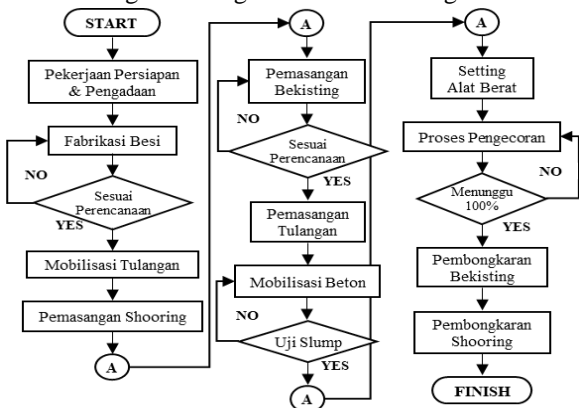 START
Pekerjaan Persiapan
& Pengadaan
Fabrikasi Besi
NO
Sesuai
Perencanaan
YES
Mobilisasi Tulangan
Pemasangan Shooring
A
A
Pemasangan
Bekisting
NO
Sesuai
Perencanaan
YES
Pemasangan
Tulangan
Mobilisasi Beton
NO
Uji Slump
YES
A
A
Setting
Alat Berat
Proses Pengecoran
NO
Menunggu
100%
YES
Pembongkaran
Bekisting
Pembongkaran
Shooring
FINISH